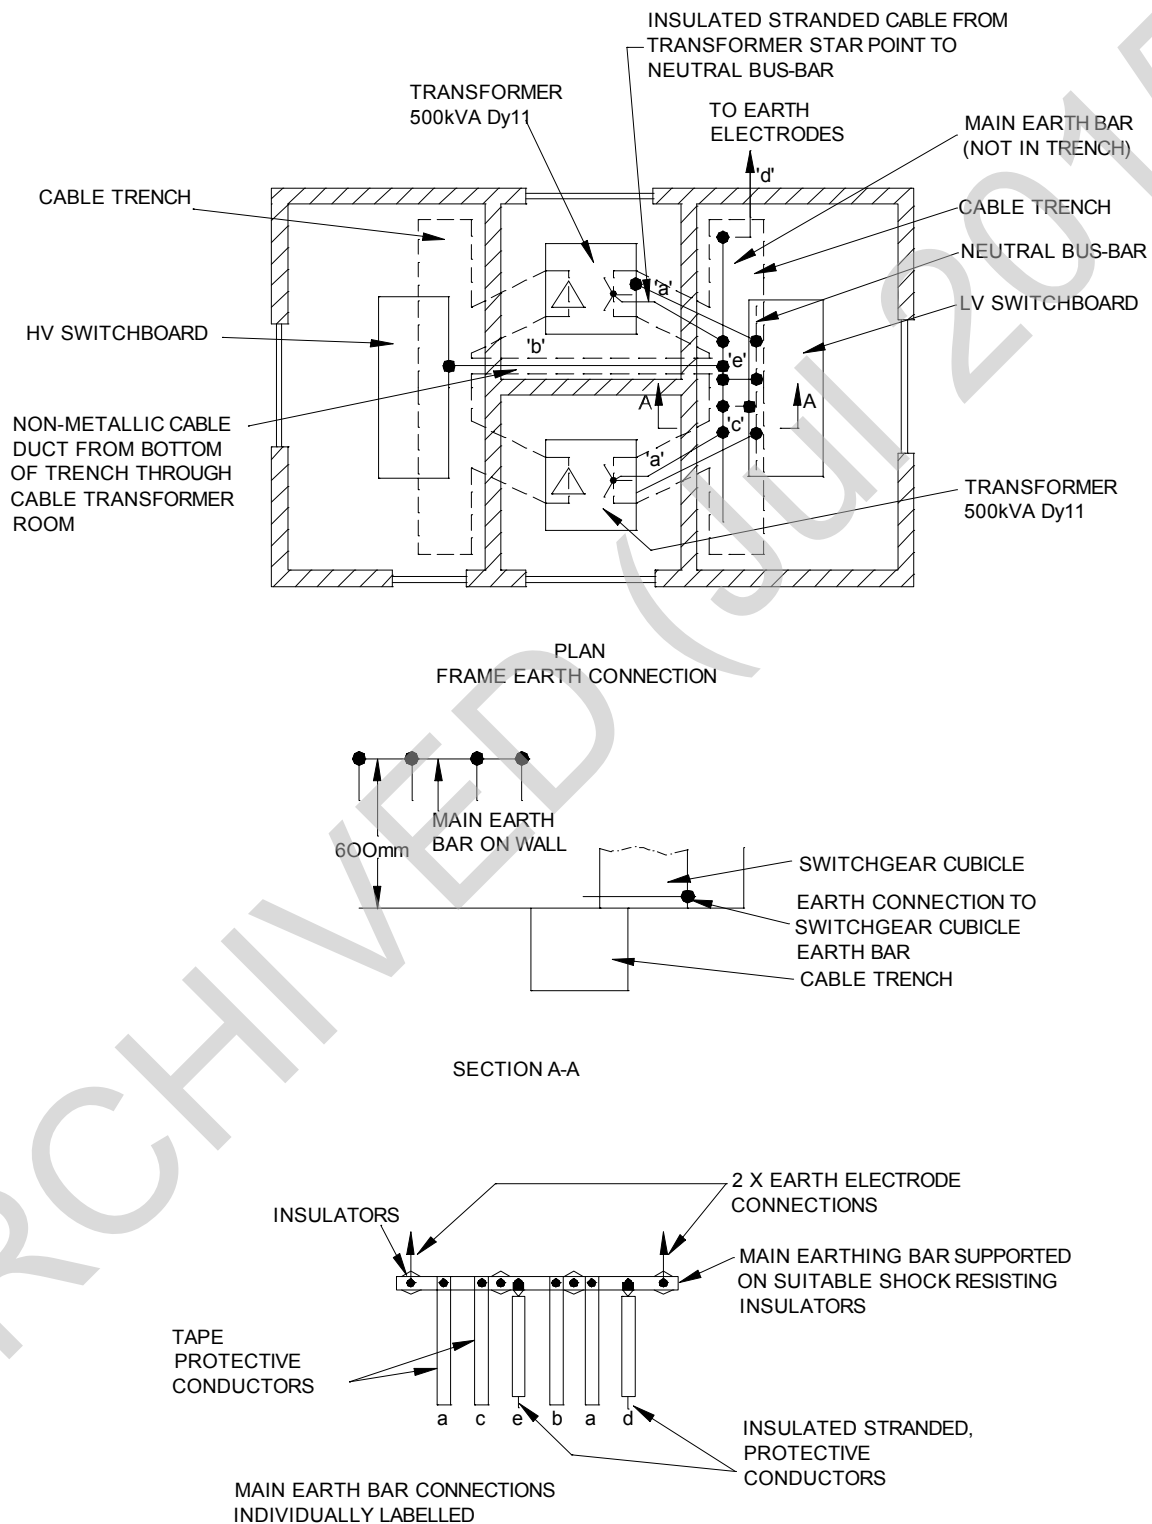 INSULATED STRANDED CABLE FROM
TRANSFORMER STAR POINT TO
NEUTRAL BUS-BAR
TRANSFORMER
500kVA Dy11
TO EARTH
ELECTRODES
MAIN EARTH BAR
(NOT IN TRENCH)
'd'
CABLE TRENCH
CABLE TRENCH
NEUTRAL BUS-BAR
'a'
LV SWITCHBOARD
HV SWITCHBOARD
'b'
'e'
A
A
NON-METALLIC CABLE
DUCT FROM BOTTOM
OF TRENCH THROUGH
CABLE TRANSFORMER
ROOM
'c'
'a'
TRANSFORMER
500kVA Dy11
PLAN
FRAME EARTH CONNECTION
MAIN EARTH
BAR ON WALL
600mm
SWITCHGEAR CUBICLE
EARTH CONNECTION TO
SWITCHGEAR CUBICLE
EARTH BAR
CABLE TRENCH
SECTION A-A
2 X EARTH ELECTRODE
CONNECTIONS
INSULATORS
MAIN EARTHING BAR SUPPORTED
ON SUITABLE SHOCK RESISTING
INSULATORS
TAPE
PROTECTIVE
CONDUCTORS
a c e b a d
INSULATED STRANDED,
PROTECTIVE
CONDUCTORS
MAIN EARTH BAR CONNECTIONS
INDIVIDUALLY LABELLED
RCHIVED (Jul 2015